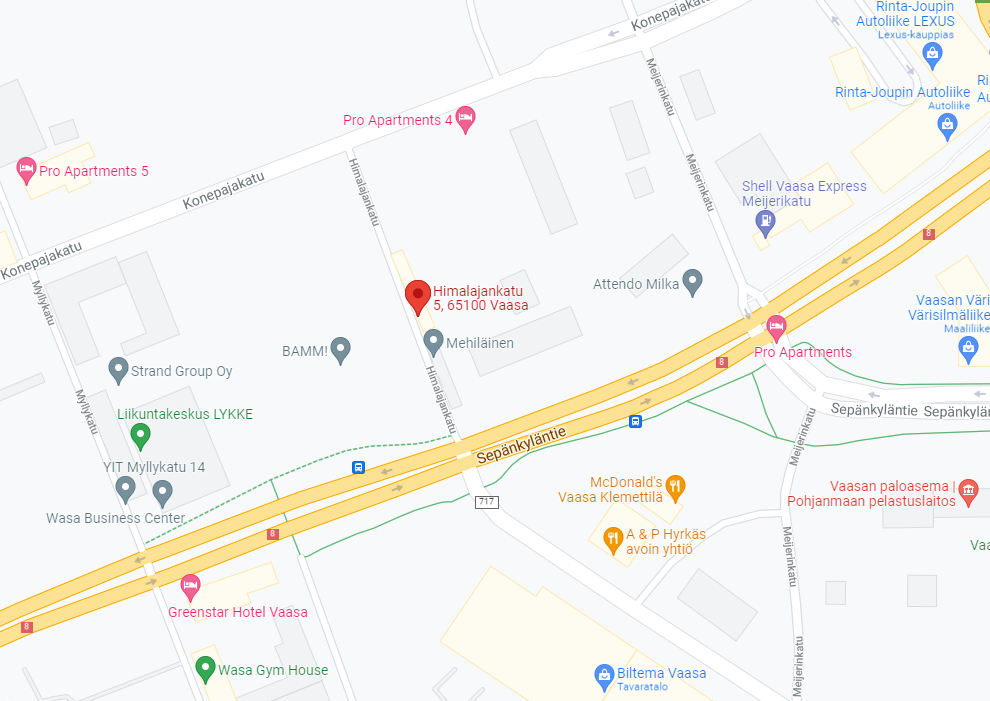 Rinta-Joupin
Autoliike LEXUS
Lexus-kauppias
Konepajakatu
Meijerinkatu
Rinta-Joupin Autoliike
Autoliike
Pro Apartments 4
Pro Apartments 5
Himalajankatu
Meijerinkatu
Konepajakatu
Shell Vaasa Express
Meijerikatu
8
Konepajakatu
Myllykatu
Himalajankatu
5, 65100 Vaasa
Attendo Milka
Vaasan Väri
Värisilmäliike
Maaliliike
Mehiläinen
BAMM!
Pro Apartments
8
Strand Group Oy
Himalajankatu
Myllykatu
Liikuntakeskus LYKKE
Sepänkyläntie
Meijerinkatu
Sepänkyläntie
YIT Myllykatu 14
McDonald's
Vaasa Klemettilä
Vaasan paloasema |
Pohjanmaan pelastuslaitos
717
Wasa Business Center
8
A & P Hyrkäs
avoin yhtiö
Meijerinkatu
Greenstar Hotel Vaasa
8
Wasa Gym House
Biltema Vaasa
Tavaratalo
Meijerinkatu